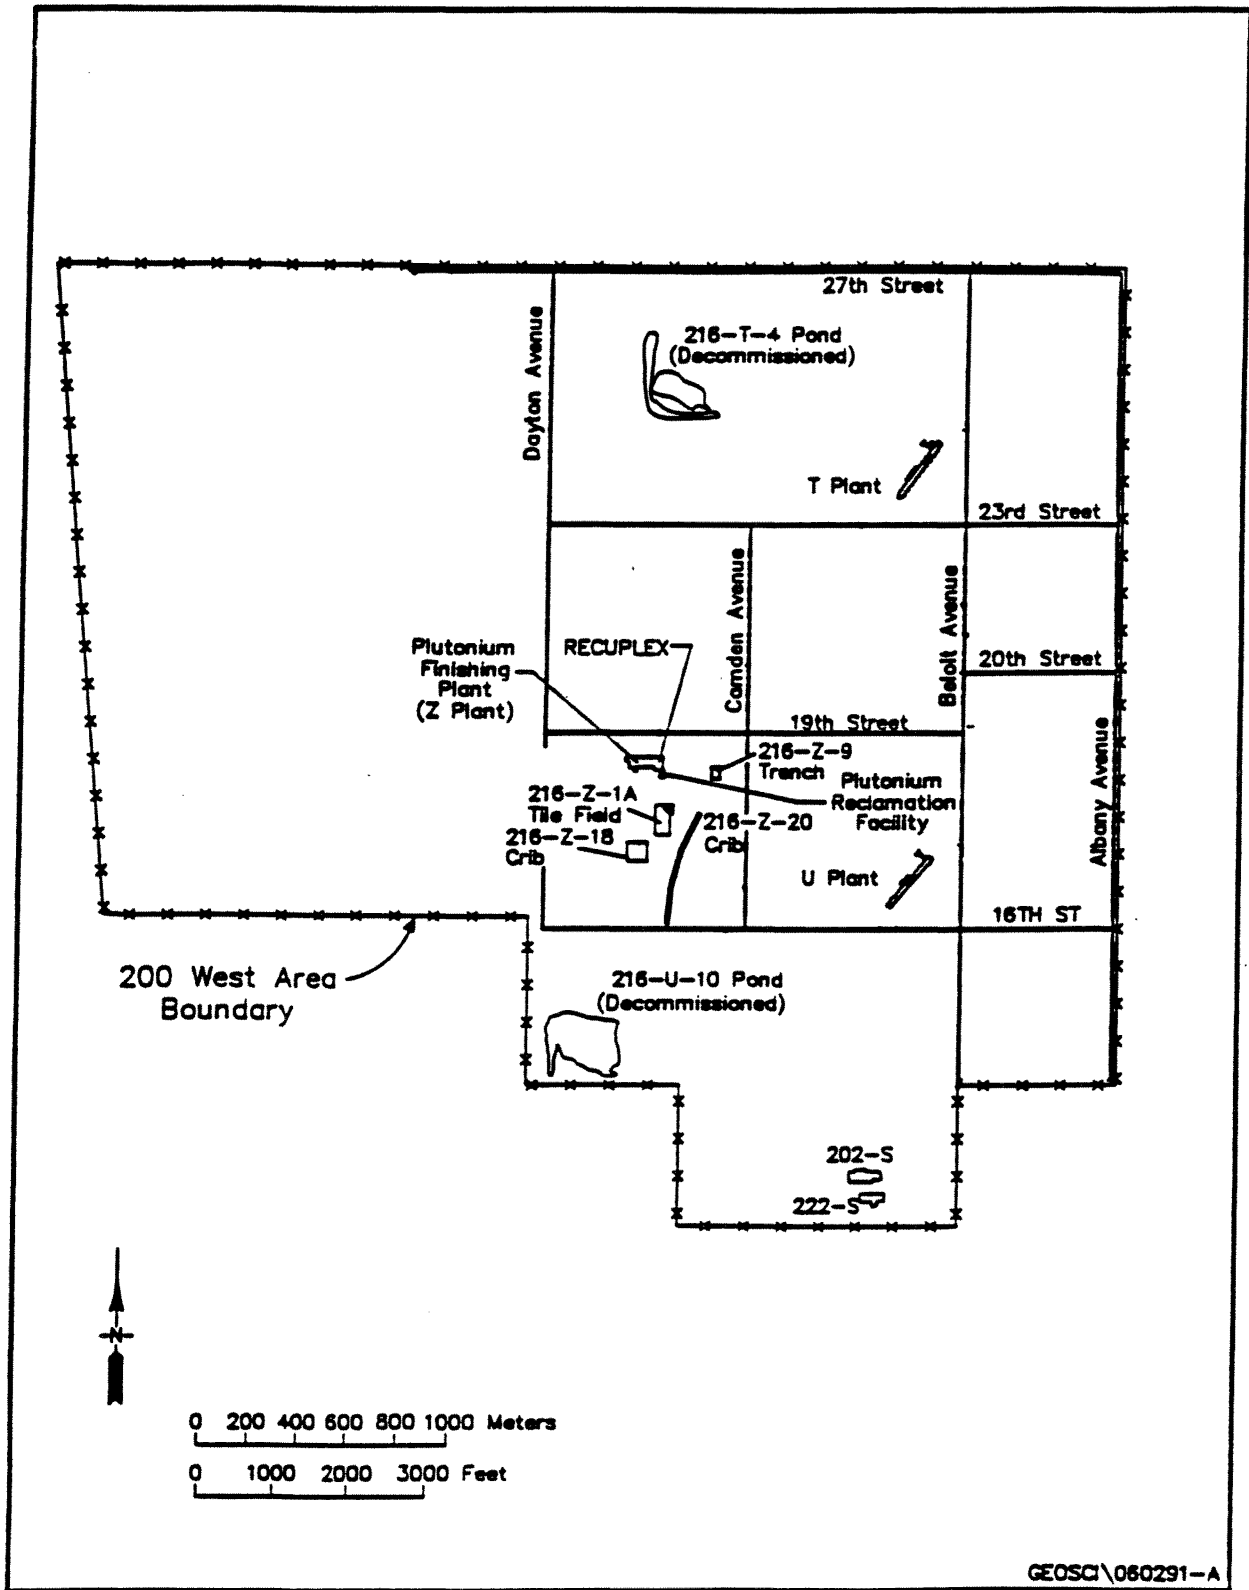 27th Street
216-T-4 Pond
(Decommissioned)
Dayton Avenue
T Plant
23rd Street
Camden Avenue
Beloit Avenue
Plutonium
Finishing
Plant
(Z Plant)
RECUPLEX
20th Street
19th Street
216-Z-9
Trench
Plutonium
Reclamation
Facility
216-Z-1A
Tile Field
216-Z-20
Crib
216-Z-18
Crib
Albany Avenue
U Plant
16TH ST
200 West Area
Boundary
216-U-10 Pond
(Decommissioned)
202-S
222-S
N
0 200 400 600 800 1000 Meters
0 1000 2000 3000 Feet
GEOSCI\060291-A